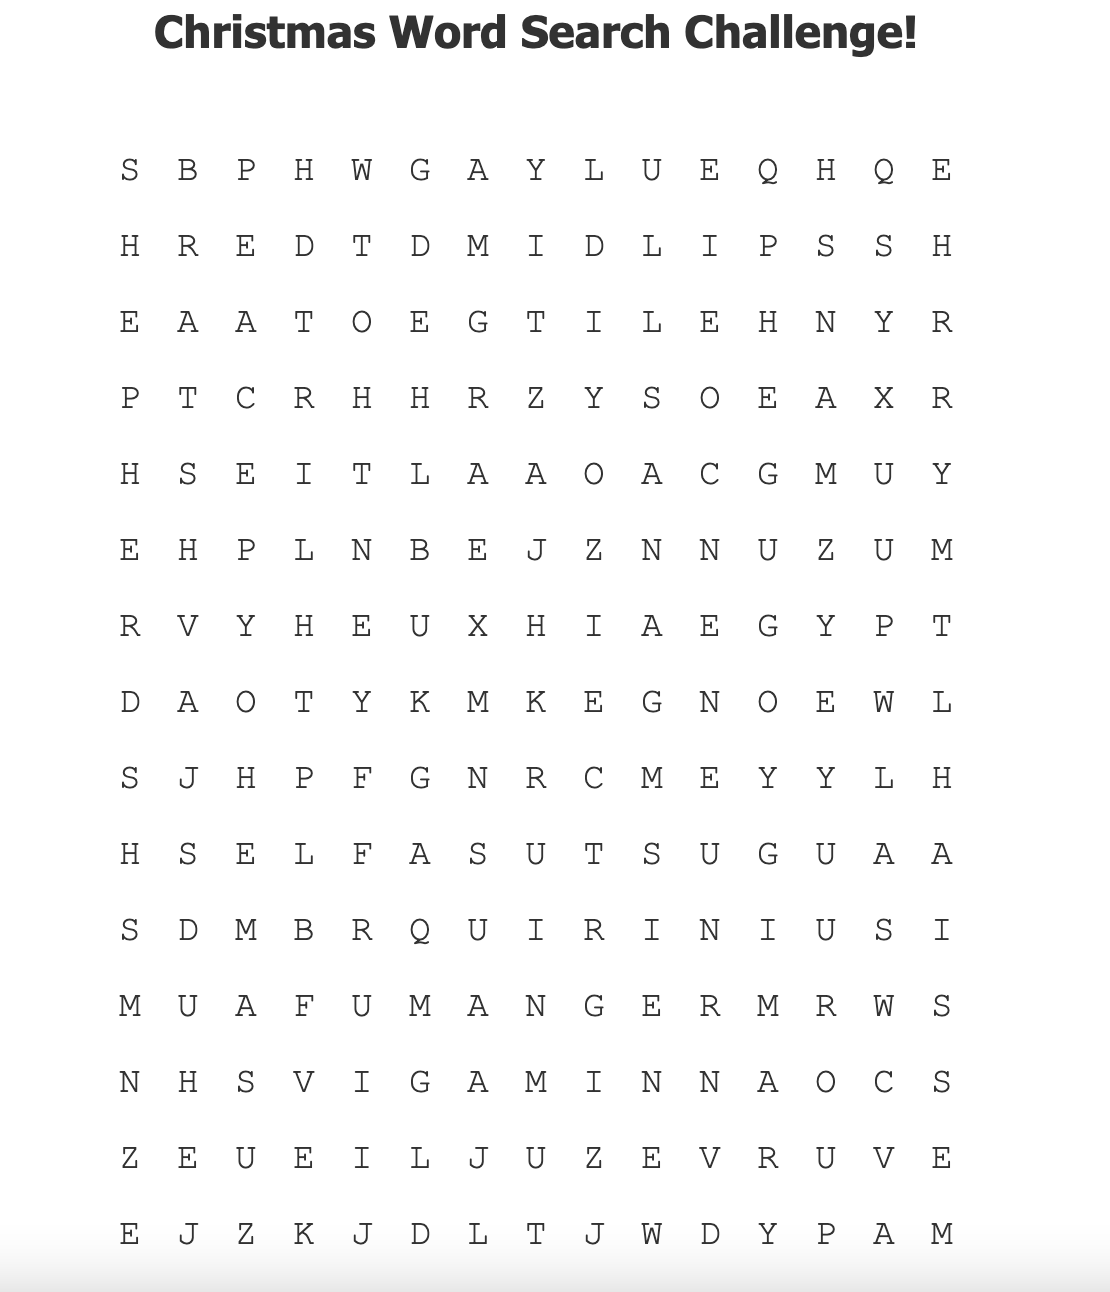 Christmas Word Search Challenge!
S B P H W G A Y L U E Q H Q E
H R E D T D M I D L I P S S H
E A A T O E G T I L E H N Y R
P T C R H H R Z Y S O E A X R
H S E I T L A A O A C G M U Y
E H P L N B E J Z N N U Z U M
R V Y H E U X H I A E G Y P T
D A O T Y K M K E G N O E W L
S J H P F G N R C M E Y Y L H
H S E L F A S U T S U G U A A
S D M B R Q U I R I N I U S I
M U A F U M A N G E R M R W S
N H S V I G A M I N N A O C S
Z E U E I L J U Z E V R U V E
E J Z K J D L T J W D Y P A M